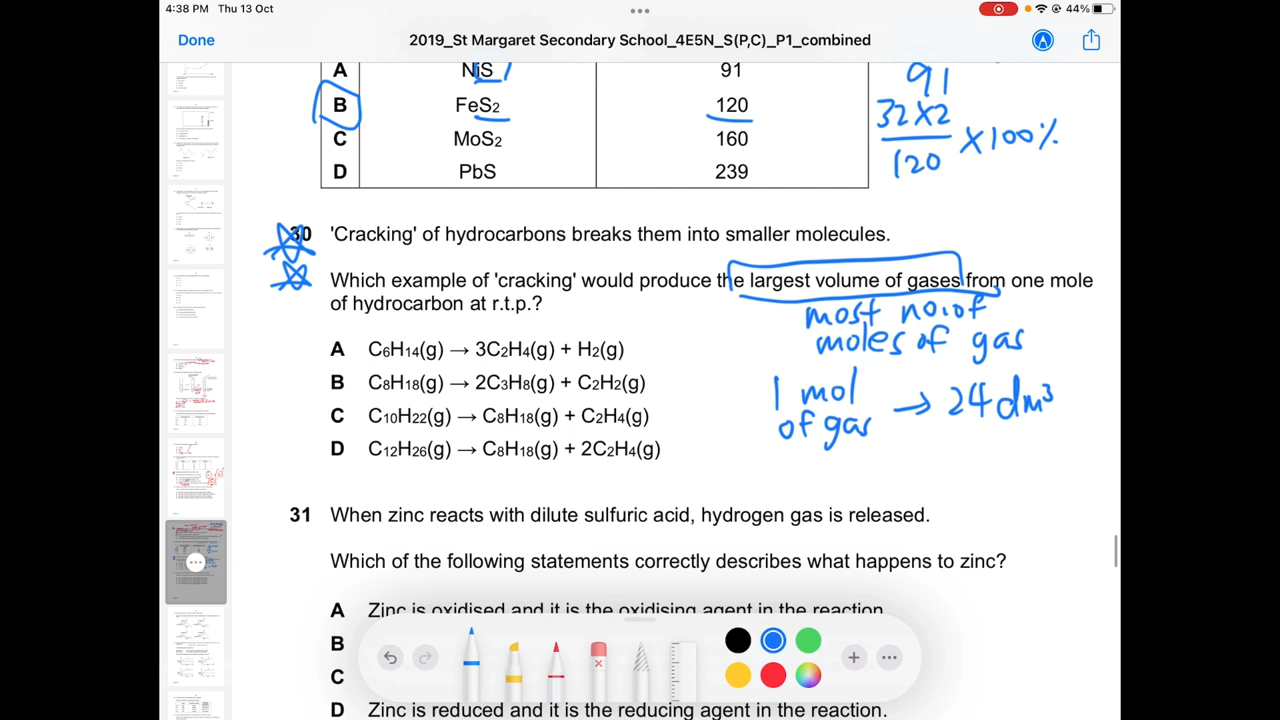 4:38 PM Thu 13 Oct
44%
Done
2019_St Margaret Secondary School_4E5N_S(P,C)_P1_combined
A NiS 91
B FeS2 120
C MoS2 160
D PbS 239
91
32x2
120
x100%
30 'Cracking' of hydrocarbons breaks them into smaller molecules.
Which example of 'cracking' would produce the largest volume of gases from one mole
of hydrocarbon at r.t.p.?
most no. of
moles of gas
A C6H14(g) → 3C2H4(g) + H2(g)
B C8H18(g) → 2C3H8(g) + C2H2(g)
C C10H22(g) → C8H18(g) + C2H4(g)
D C12H26(g) → C8H18(g) + 2C2H4(g)
1 mol
of gas → 24 dm3
31 When zinc reacts with dilute sulfuric acid, hydrogen gas is released.
Which of the following tatements correctly describes what happens to zinc?
A Zinc is oxidised and it is the oxidising agent in the reaction.
B
C
D Zinc is reduced and it is the reducing agent in the reaction.